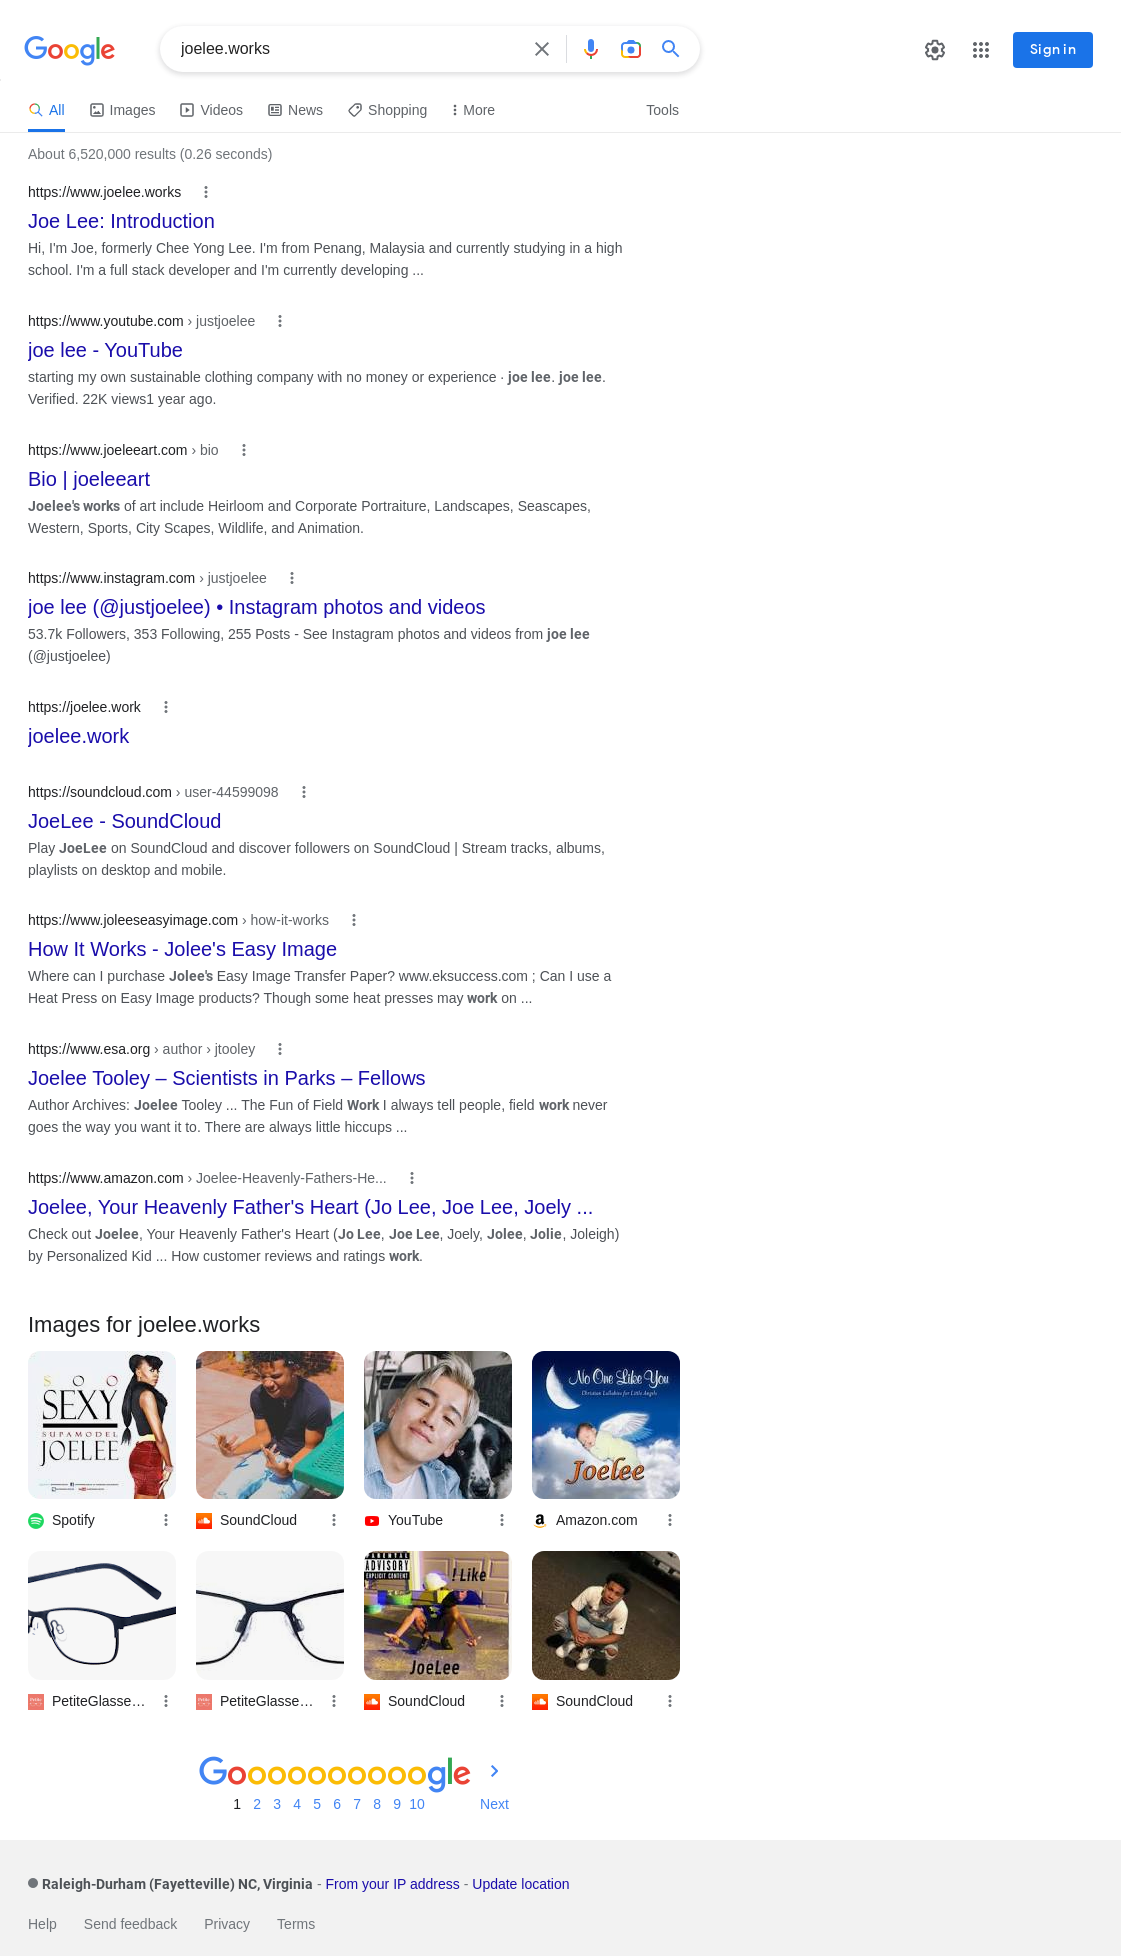 Google
joelee.works
Sign in
All
Images
Videos
News
Shopping
More
Tools
About 6,520,000 results (0.26 seconds)
https://www.joelee.works
Joe Lee: Introduction
Hi, I'm Joe, formerly Chee Yong Lee. I'm from Penang, Malaysia and currently studying in a high
school. I'm a full stack developer and I'm currently developing ...
https://www.youtube.com › justjoelee
joe lee - YouTube
starting my own sustainable clothing company with no money or experience · joe lee. joe lee.
Verified. 22K views1 year ago.
https://www.joeleeart.com › bio
Bio | joeleeart
Joelee's works of art include Heirloom and Corporate Portraiture, Landscapes, Seascapes,
Western, Sports, City Scapes, Wildlife, and Animation.
https://www.instagram.com › justjoelee
joe lee (@justjoelee) • Instagram photos and videos
53.7k Followers, 353 Following, 255 Posts - See Instagram photos and videos from joe lee
(@justjoelee)
https://joelee.work
joelee.work
https://soundcloud.com › user-44599098
JoeLee - SoundCloud
Play JoeLee on SoundCloud and discover followers on SoundCloud | Stream tracks, albums,
playlists on desktop and mobile.
https://www.joleeseasyimage.com › how-it-works
How It Works - Jolee's Easy Image
Where can I purchase Jolee's Easy Image Transfer Paper? www.eksuccess.com ; Can I use a
Heat Press on Easy Image products? Though some heat presses may work on ...
https://www.esa.org › author › jtooley
Joelee Tooley – Scientists in Parks – Fellows
Author Archives: Joelee Tooley ... The Fun of Field Work I always tell people, field work never
goes the way you want it to. There are always little hiccups ...
https://www.amazon.com › Joelee-Heavenly-Fathers-He...
Joelee, Your Heavenly Father's Heart (Jo Lee, Joe Lee, Joely ...
Check out Joelee, Your Heavenly Father's Heart (Jo Lee, Joe Lee, Joely, Jolee, Jolie, Joleigh)
by Personalized Kid ... How customer reviews and ratings work.
Images for joelee.works
SOO
SEXY
SUPAMODEL
JOELEE
No One Like You
Christian Lullabies for Little Angels
Joelee
Spotify
SoundCloud
YouTube
Amazon.com
ADVISORY
EXPLICIT CONTENT
I Like
JoeLee
PetiteGlasse...
PetiteGlasse...
SoundCloud
SoundCloud
Goooooooooogle
1 2 3 4 5 6 7 8 9 10 Next
Raleigh-Durham (Fayetteville) NC, Virginia - From your IP address - Update location
Help Send feedback Privacy Terms